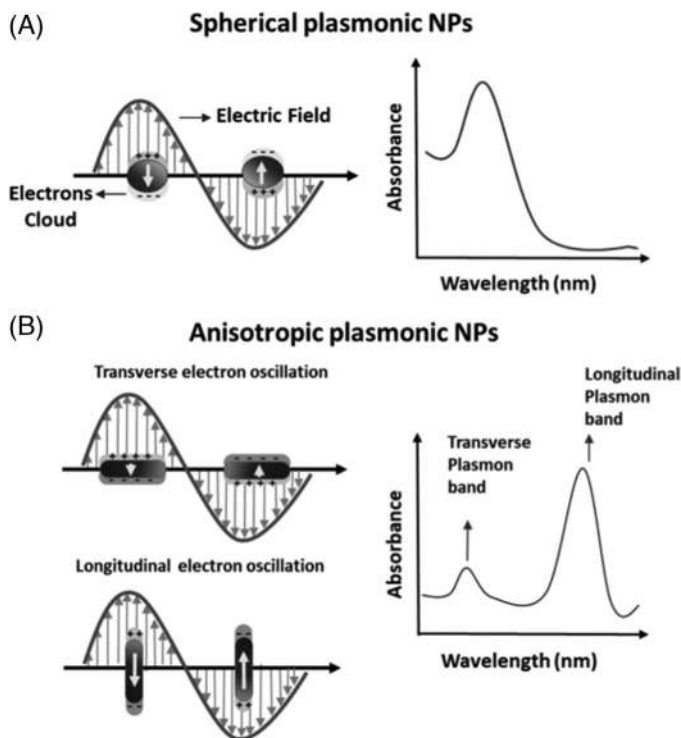 (A)
Spherical plasmonic NPs
Electric Field
Electrons
Cloud
+++
- - -
- - -
+++
Absorbance
Wavelength (nm)
(B)
Anisotropic plasmonic NPs
Transverse electron oscillation
Longitudinal electron oscillation
Transverse
Plasmon
band
Longitudinal
Plasmon
band
Absorbance
Wavelength (nm)